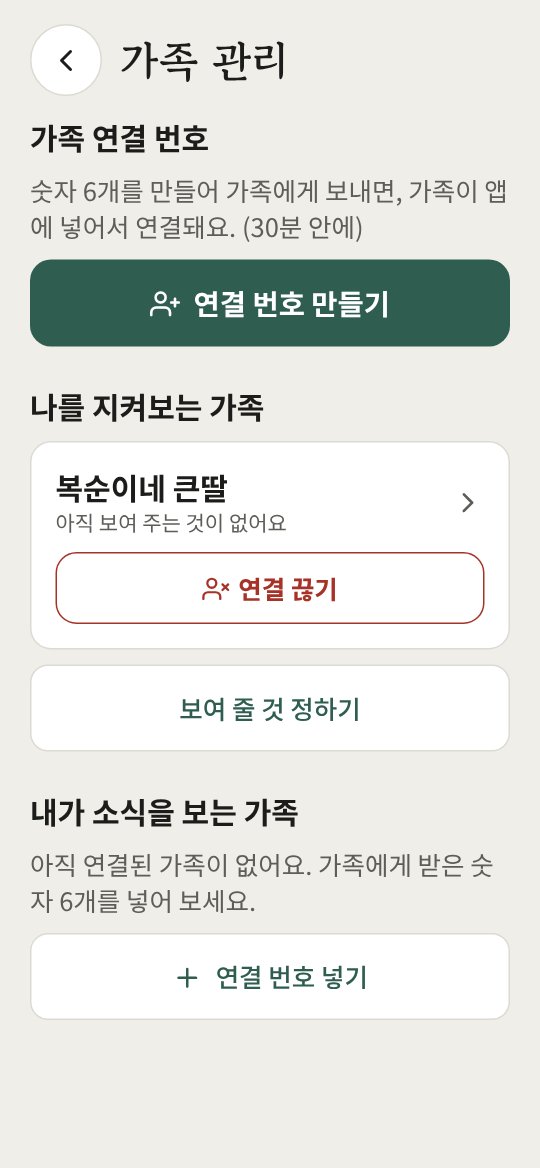 가족 관리
가족 연결 번호
숫자 6개를 만들어 가족에게 보내면, 가족이 앱
에 넣어서 연결돼요. (30분 안에)
연결 번호 만들기
나를 지켜보는 가족
복순이네 큰딸
아직 보여 주는 것이 없어요
연결 끊기
보여 줄 것 정하기
내가 소식을 보는 가족
아직 연결된 가족이 없어요. 가족에게 받은 숫
자 6개를 넣어 보세요.
연결 번호 넣기